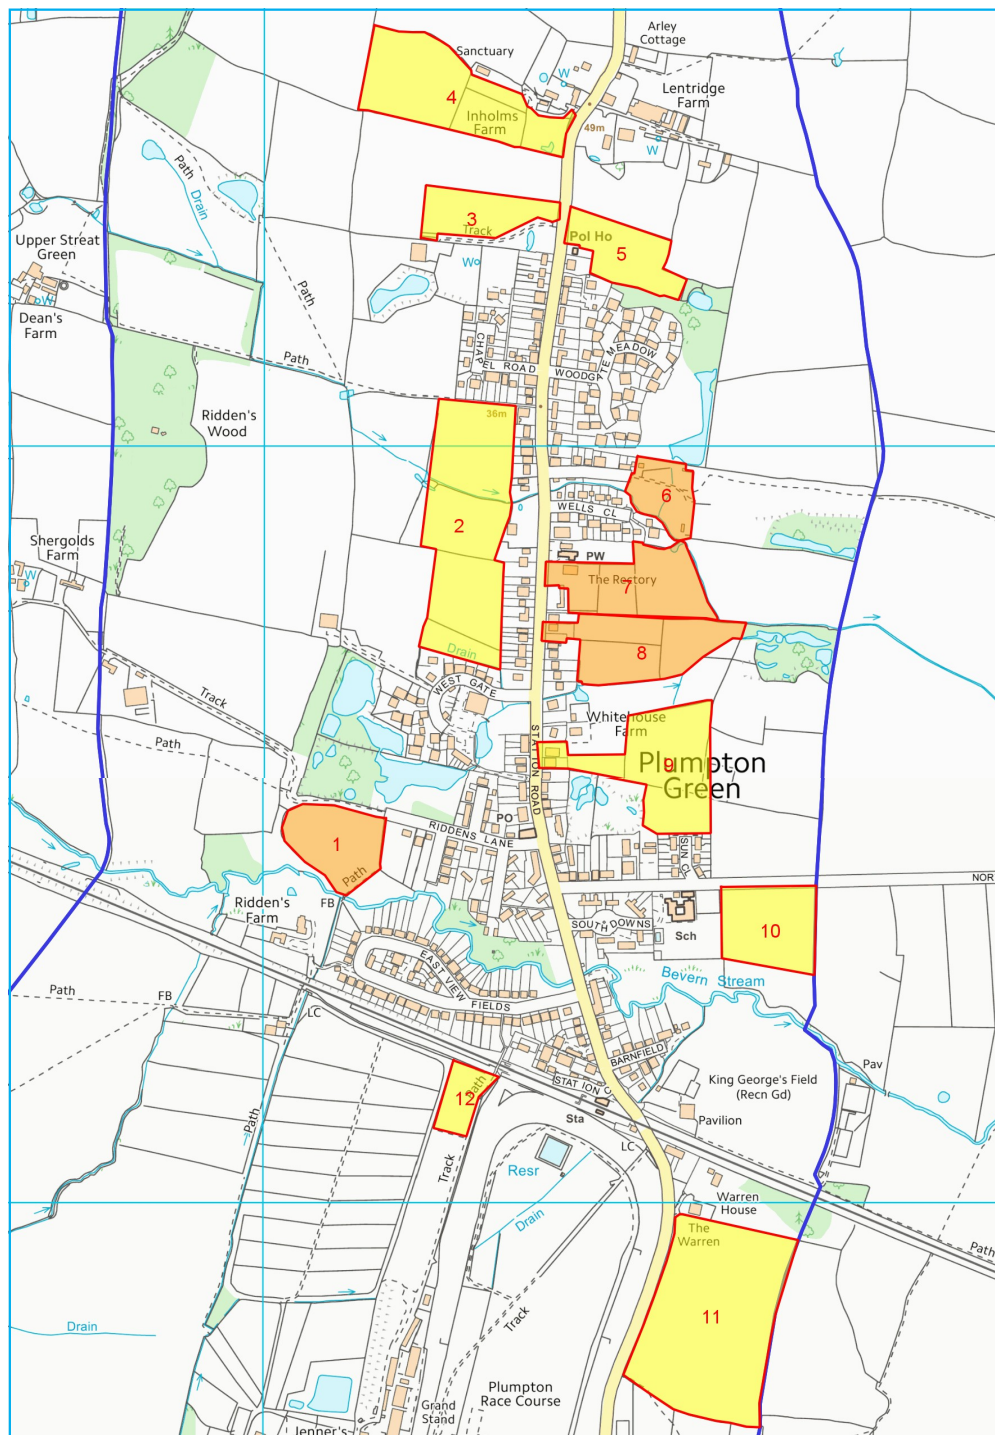 Arley
Cottage
Sanctuary
W
Lentridge
Farm
4
Inholms
Farm
49m
W
Path
Drain
3
Track
Pol Ho
5
Upper Streat
Green
W
W
Dean's
Farm
Path
CHAPEL ROAD
WOODGATE MEADOW
Path
36m
Ridden's
Wood
6
WELLS CL
2
Shergolds
Farm
W
PW
The Rectory
7
8
Drain
WEST GATE
Track
Path
Whitehouse
Farm
STATION ROAD
9
Plumpton
Green
PO
RIDDENS LANE
SUN CL
1
Path
NOR
Ridden's
Farm
FB
SOUTHDOWNS
Sch
10
EAST VIEW FIELDS
Bevern Stream
Path
FB
LC
BARNFIELD
Pav
King George's Field
(Recn Gd)
STATION C
Path
12
Sta
Pavilion
LC
Path
Track
Resr
Drain
Warren
House
The
Warren
Path
11
Drain
Track
Plumpton
Race Course
Grand
Stand
Jenner's